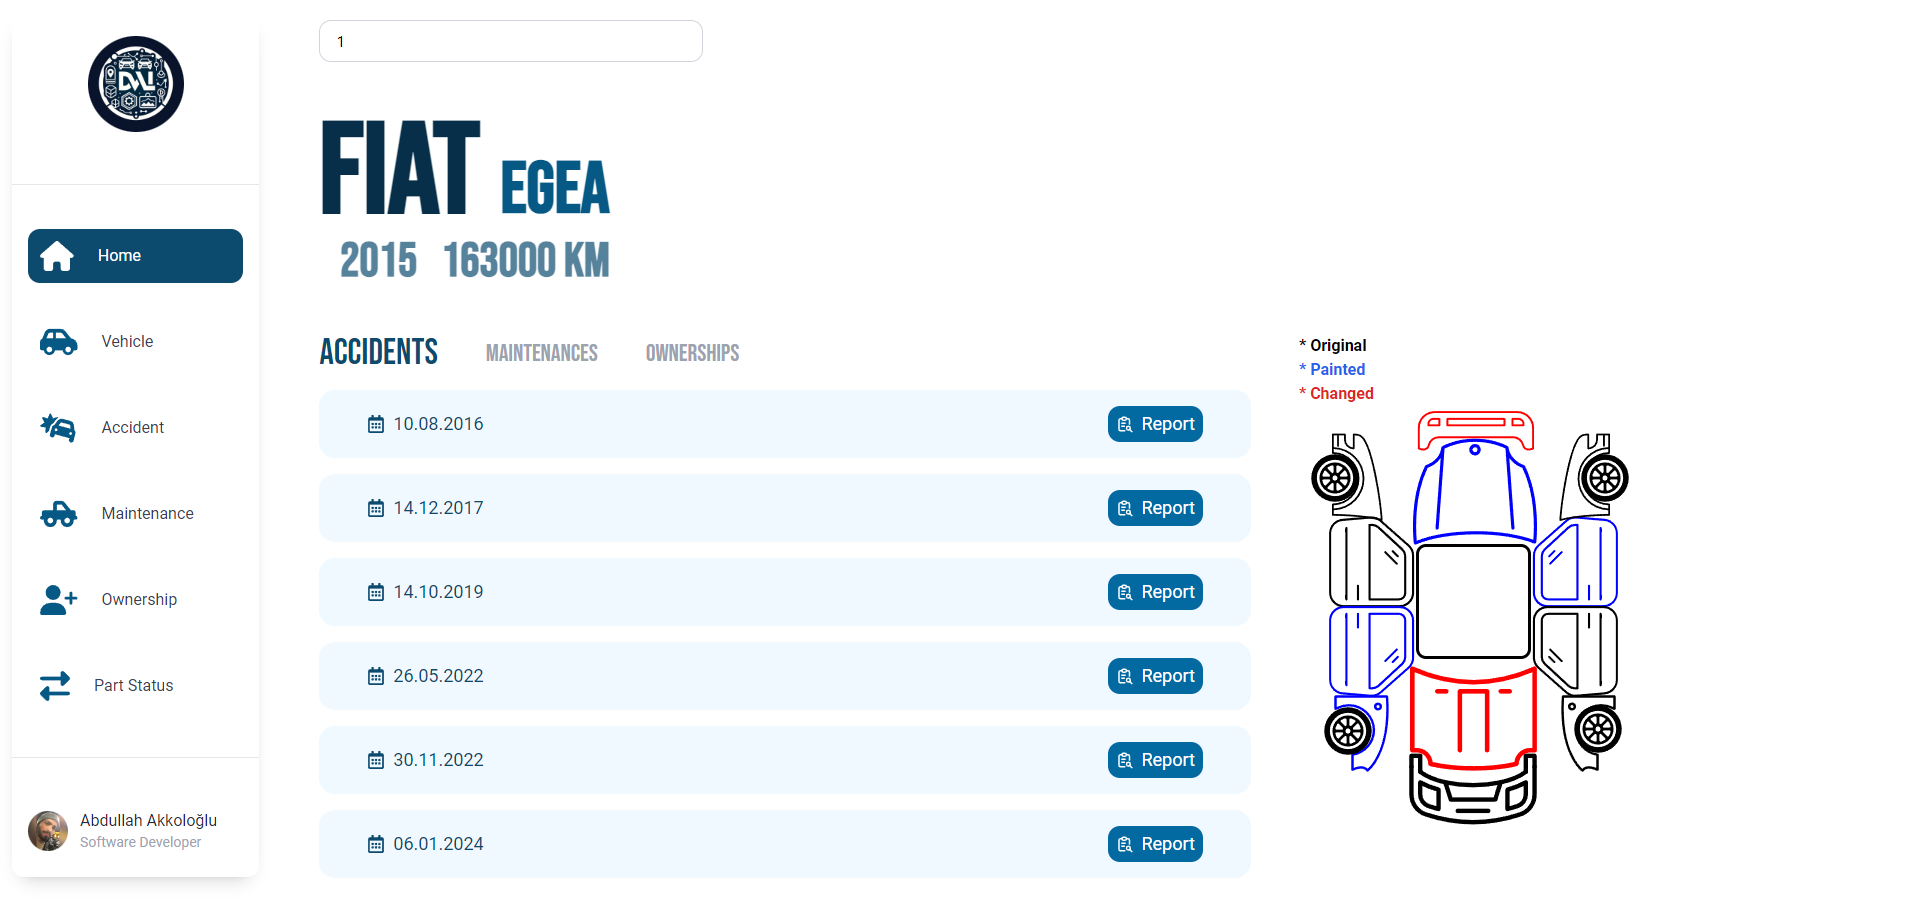 DALI
Home
Vehicle
Accident
Maintenance
Ownership
Part Status
Abdullah Akkoloğlu
Software Developer
1
FIAT EGEA
2015 163000 KM
ACCIDENTS MAINTENANCES OWNERSHIPS
10.08.2016 Report
14.12.2017 Report
14.10.2019 Report
26.05.2022 Report
30.11.2022 Report
06.01.2024 Report
* Original
* Painted
* Changed